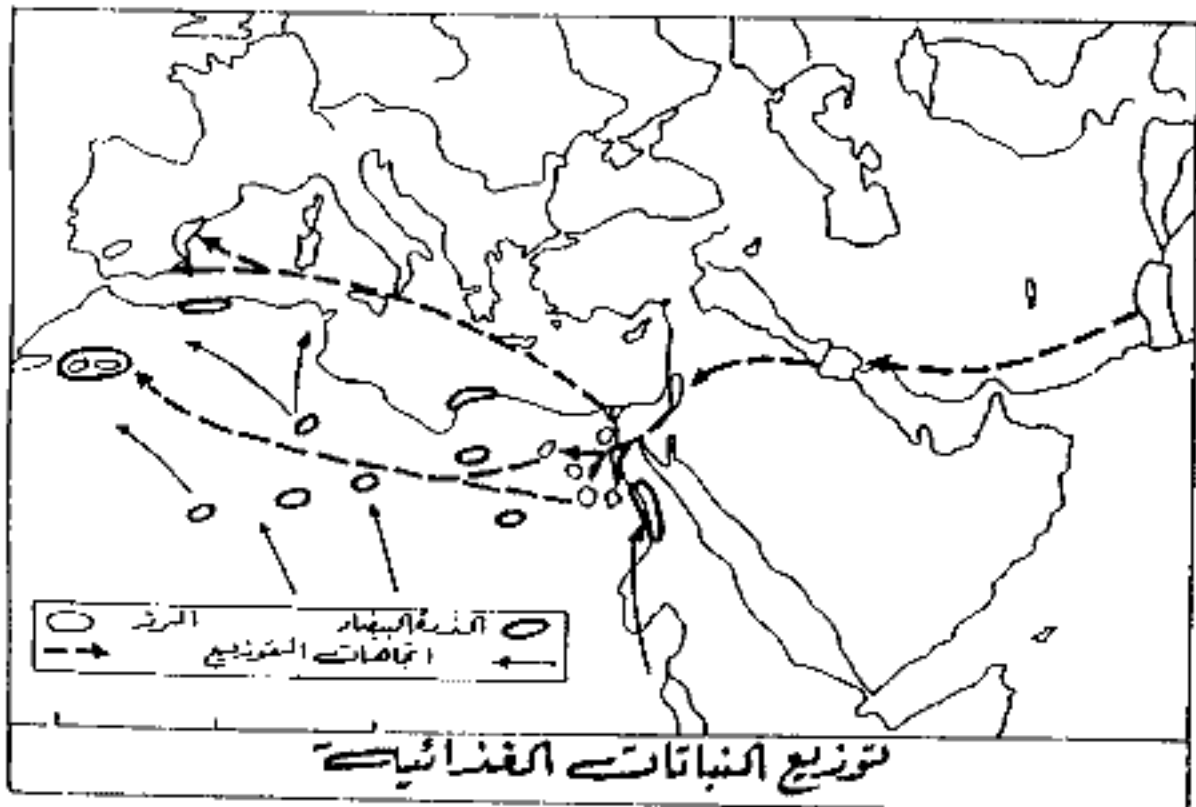 الذرة البيضاء الرز
اتجاهات التوزيع
توزيع النباتات الغذائية